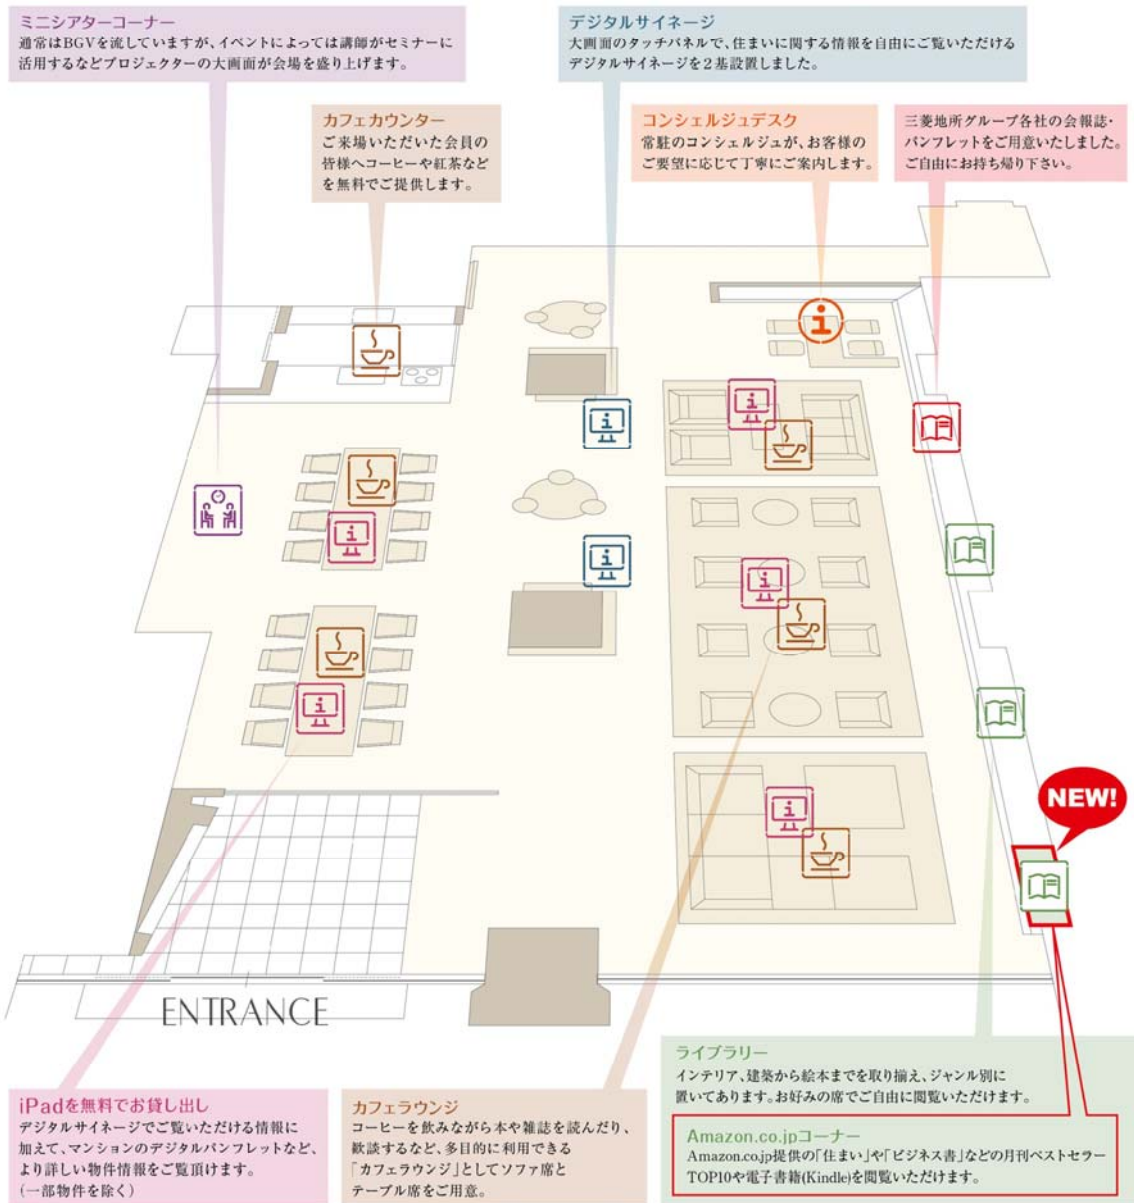 ミニシアターコーナー
通常はBGVを流していますが、イベントによっては講師がセミナーに
活用するなどプロジェクターの大画面が会場を盛り上げます。
デジタルサイネージ
大画面のタッチパネルで、住まいに関する情報を自由にご覧いただける
デジタルサイネージを2基設置しました。
カフェカウンター
ご来場いただいた会員の
皆様へコーヒーや紅茶など
を無料でご提供します。
コンシェルジュデスク
常駐のコンシェルジュが、お客様の
ご要望に応じて丁寧にご案内します。
三菱地所グループ各社の会報誌・
パンフレットをご用意いたしました。
ご自由にお持ち帰り下さい。
NEW!
ENTRANCE
iPadを無料でお貸し出し
デジタルサイネージでご覧いただける情報に
加えて、マンションのデジタルパンフレットなど、
より詳しい物件情報をご覧頂けます。
(一部物件を除く)
カフェラウンジ
コーヒーを飲みながら本や雑誌を読んだり、
歓談するなど、多目的に利用できる
「カフェラウンジ」としてソファ席と
テーブル席をご用意。
ライブラリー
インテリア、建築から絵本までを取り揃え、ジャンル別に
置いてあります。お好みの席でご自由に閲覧いただけます。
Amazon.co.jpコーナー
Amazon.co.jp提供の「住まい」や「ビジネス書」などの月刊ベストセラー
TOP10や電子書籍(Kindle)を閲覧いただけます。